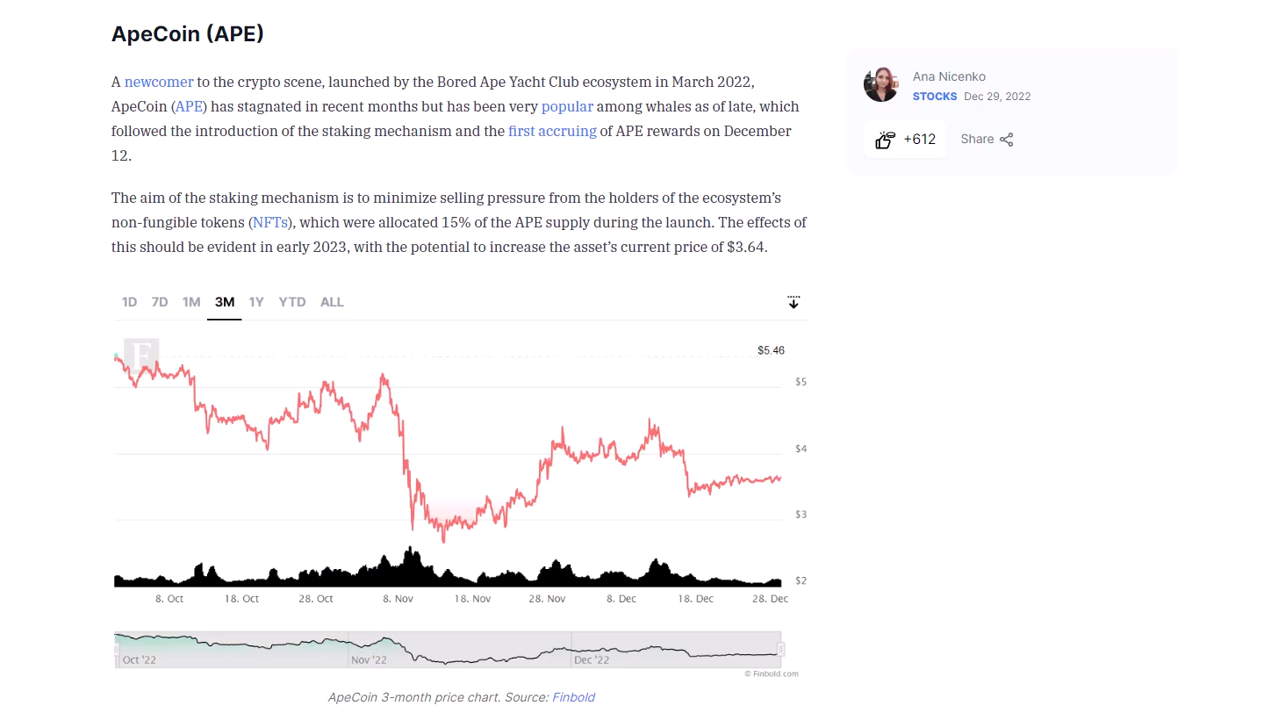 ApeCoin (APE)
A newcomer to the crypto scene, launched by the Bored Ape Yacht Club ecosystem in March 2022,
ApeCoin (APE) has stagnated in recent months but has been very popular among whales as of late, which
followed the introduction of the staking mechanism and the first accruing of APE rewards on December
12.
The aim of the staking mechanism is to minimize selling pressure from the holders of the ecosystem’s
non-fungible tokens (NFTs), which were allocated 15% of the APE supply during the launch. The effects of
this should be evident in early 2023, with the potential to increase the asset’s current price of $3.64.
Ana Nicenko
STOCKS Dec 29, 2022
+612 Share
1D 7D 1M 3M 1Y YTD ALL
F
$5.46
$5
$4
$3
$2
8. Oct 18. Oct 28. Oct 8. Nov 18. Nov 28. Nov 8. Dec 18. Dec 28. Dec
Oct '22 Nov '22 Dec '22
© Finbold.com
ApeCoin 3-month price chart. Source: Finbold